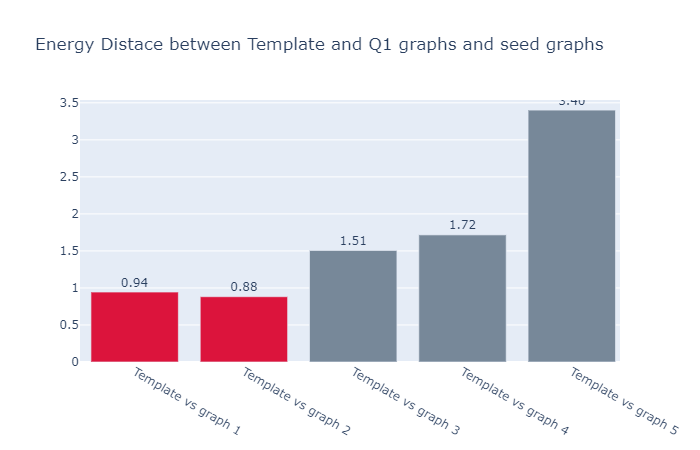 Energy Distace between Template and Q1 graphs and seed graphs
3.5
3
2.5
2
1.5
1
0.5
0
0.94
0.88
1.51
1.72
3.40
Template vs graph 1
Template vs graph 2
Template vs graph 3
Template vs graph 4
Template vs graph 5